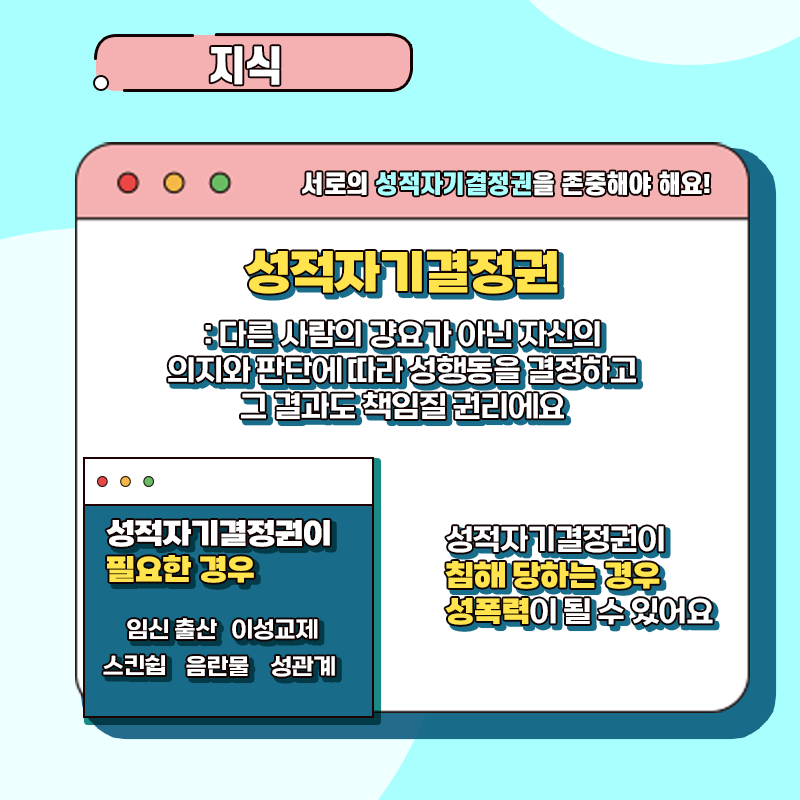 지식
서로의 성적자기결정권을 존중해야 해요!
성적자기결정권
: 다른 사람의 강요가 아닌 자신의
의지와 판단에 따라 성행동을 결정하고
그 결과도 책임질 권리에요
성적자기결정권이
필요한 경우
임신 출산 이성교제
스킨쉽 음란물 성관계
성적자기결정권이
침해 당하는 경우
성폭력이 될 수 있어요